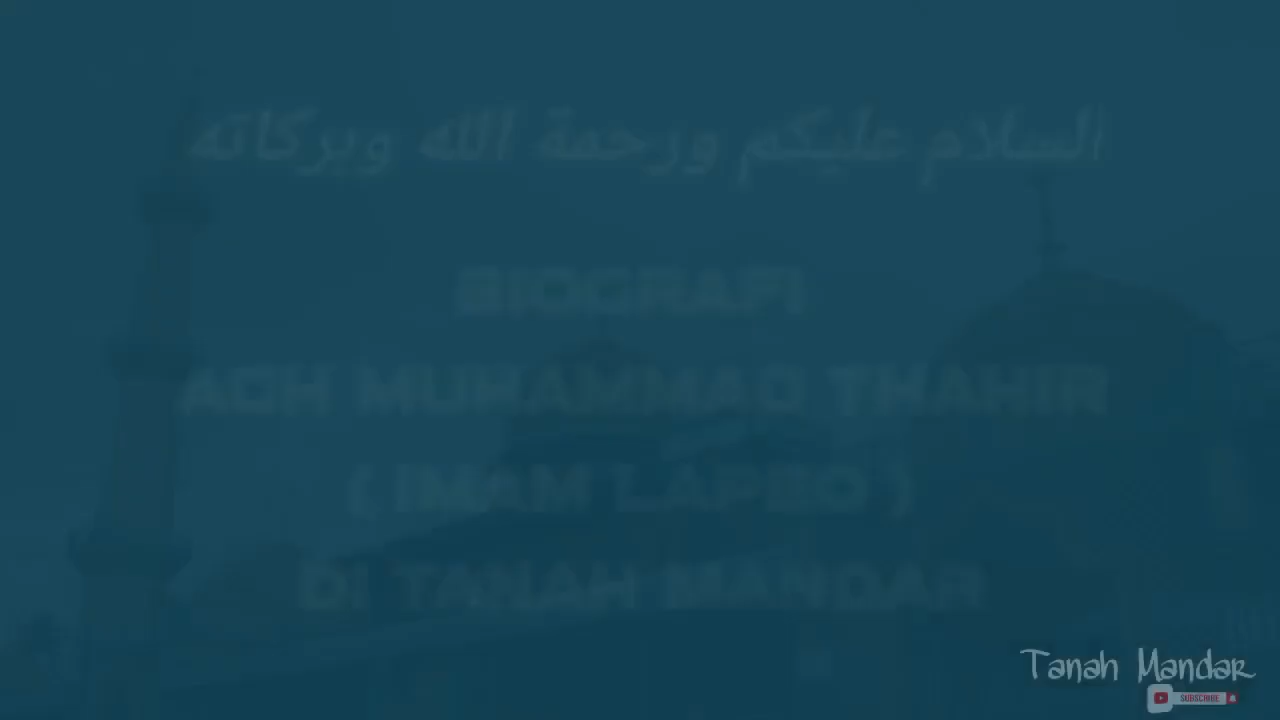 السلام عليكم ورحمة الله وبركاته
BIOGRAFI
AGH MUHAMMAD THAHIR
( IMAM LAPEO )
DI TANAH MANDAR
Tanah Mandar
SUBSCRIBE